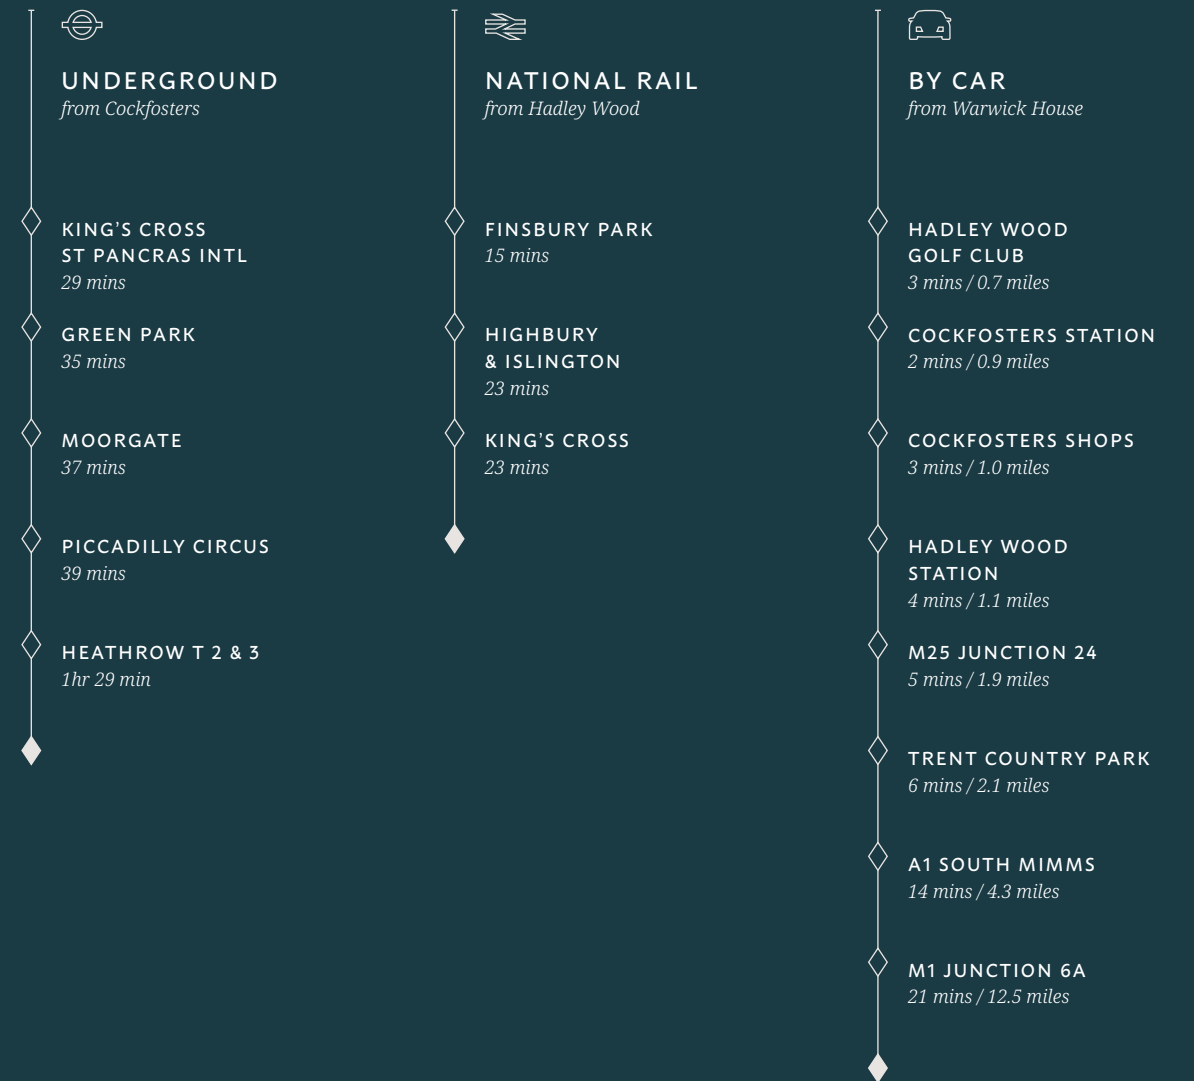 UNDERGROUND
from Cockfosters
KING’S CROSS
ST PANCRAS INTL
29 mins
GREEN PARK
35 mins
MOORGATE
37 mins
PICCADILLY CIRCUS
39 mins
HEATHROW T 2 & 3
1hr 29 min
NATIONAL RAIL
from Hadley Wood
FINSBURY PARK
15 mins
HIGHBURY
& ISLINGTON
23 mins
KING’S CROSS
23 mins
BY CAR
from Warwick House
HADLEY WOOD
GOLF CLUB
3 mins / 0.7 miles
COCKFOSTERS STATION
2 mins / 0.9 miles
COCKFOSTERS SHOPS
3 mins / 1.0 miles
HADLEY WOOD
STATION
4 mins / 1.1 miles
M25 JUNCTION 24
5 mins / 1.9 miles
TRENT COUNTRY PARK
6 mins / 2.1 miles
A1 SOUTH MIMMS
14 mins / 4.3 miles
M1 JUNCTION 6A
21 mins / 12.5 miles